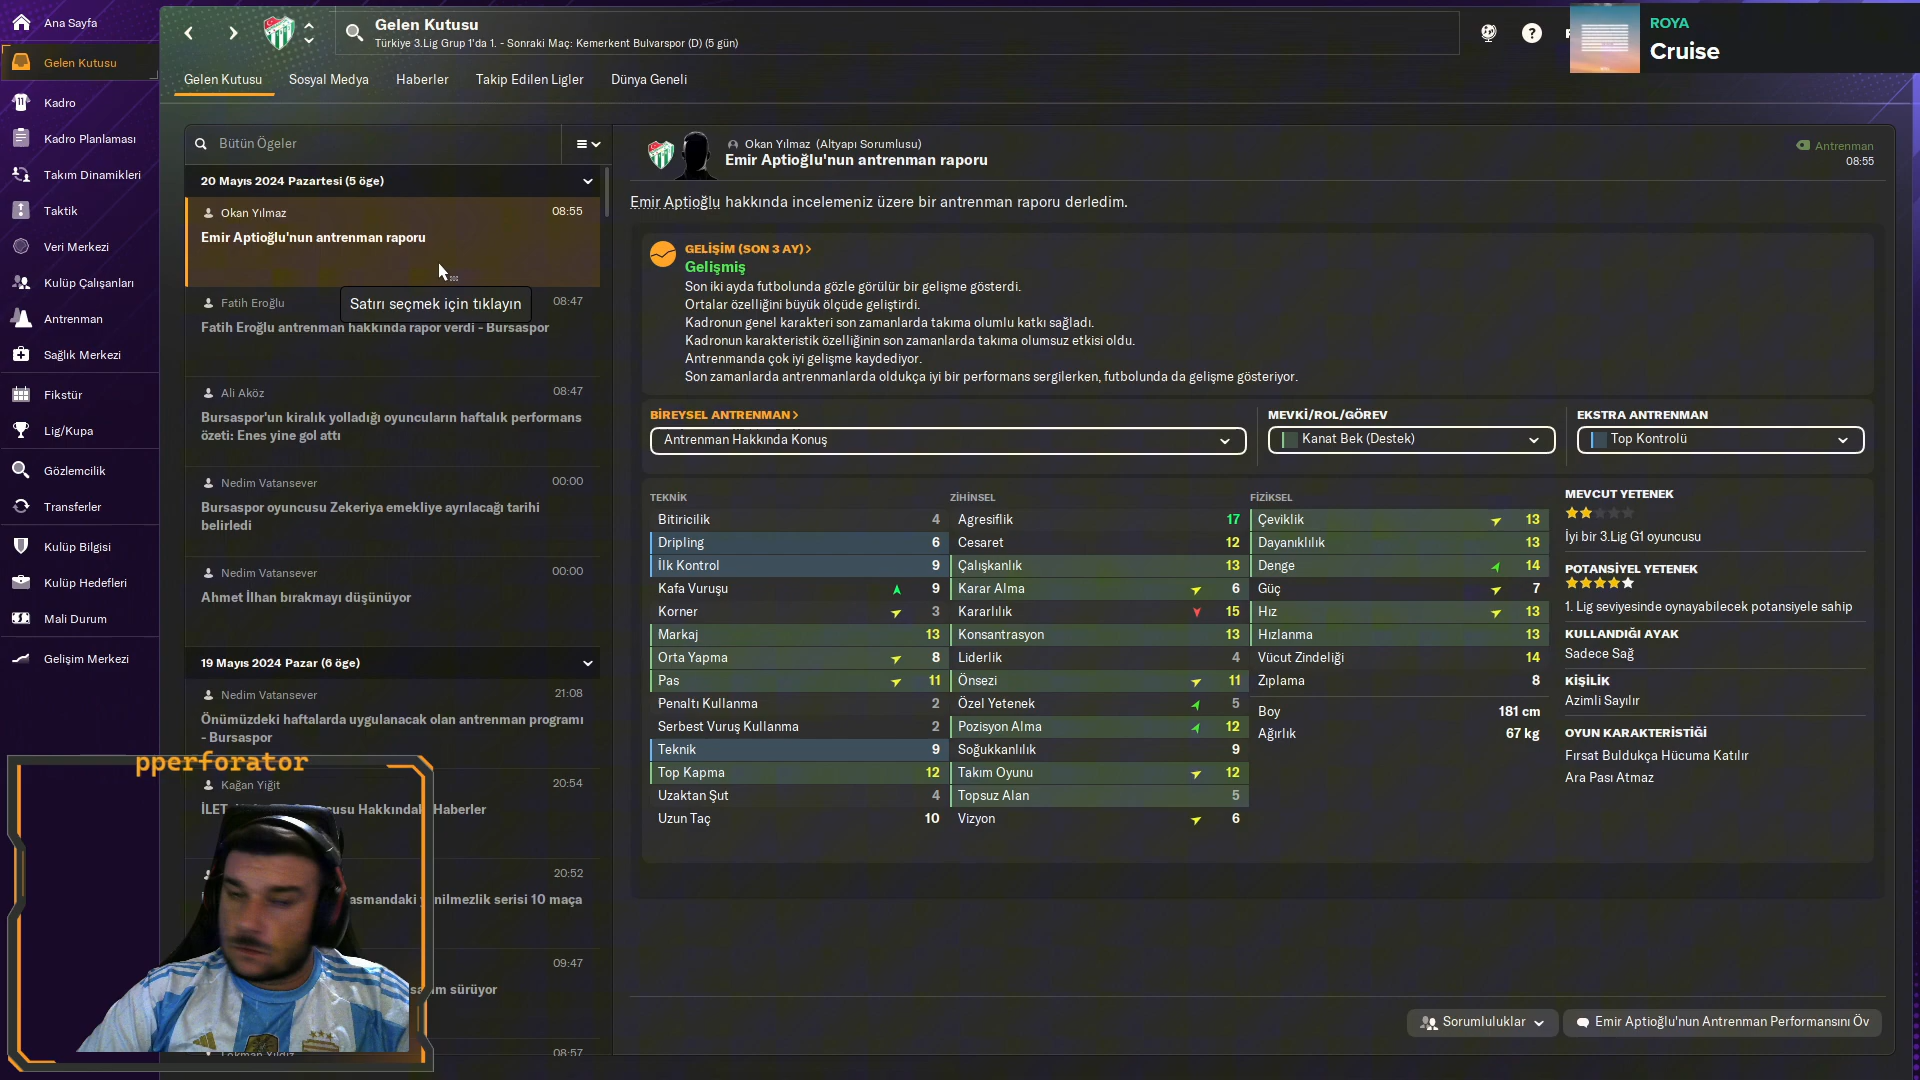 Ana Sayfa
Gelen Kutusu
Kadro
Kadro Planlaması
Takım Dinamikleri
Taktik
Veri Merkezi
Kulüp Çalışanları
Antrenman
Sağlık Merkezi
Fikstür
Lig/Kupa
Gözlemcilik
Transferler
Kulüp Bilgisi
Kulüp Hedefleri
Mali Durum
Gelişim Merkezi
Gelen Kutusu
Türkiye 3.Lig Grup 1'da 1. - Sonraki Maç: Kemerkent Bulvarspor (D) (5 gün)
ROYA
Cruise
Gelen Kutusu
Sosyal Medya
Haberler
Takip Edilen Ligler
Dünya Geneli
Bütün Ögeler
20 Mayıs 2024 Pazartesi (5 öge)
Okan Yılmaz 08:55
Emir Aptioğlu'nun antrenman raporu
Satırı seçmek için tıklayın
Fatih Eroğlu 08:47
Fatih Eroğlu antrenman hakkında rapor verdi - Bursaspor
Ali Aköz 08:47
Bursaspor'un kiralık yolladığı oyuncuların haftalık performans
özeti: Enes yine gol attı
Nedim Vatansever 00:00
Bursaspor oyuncusu Zekeriya emekliye ayrılacağı tarihi
belirledi
Nedim Vatansever 00:00
Ahmet İlhan bırakmayı düşünüyor
19 Mayıs 2024 Pazar (6 öge)
Nedim Vatansever 21:08
Önümüzdeki haftalarda uygulanacak olan antrenman programı
- Bursaspor
pperforator
Kağan Yiğit 20:54
Hakkındaki Haberler
20:52
serisi 10 maça
09:47
sürüyor
08:57
Okan Yılmaz (Altyapı Sorumlusu)
Emir Aptioğlu'nun antrenman raporu
Antrenman
08:55
Emir Aptioğlu hakkında incelemeniz üzere bir antrenman raporu derledim.
GELİŞİM (SON 3 AY) >
Gelişmiş
Son iki ayda futbolunda gözle görülür bir gelişme gösterdi.
Ortalar özelliğini büyük ölçüde geliştirdi.
Kadronun genel karakteri son zamanlarda takıma olumlu katkı sağladı.
Kadronun karakteristik özelliğinin son zamanlarda takıma olumsuz etkisi oldu.
Antrenmanda çok iyi gelişme kaydediyor.
Son zamanlarda antrenmanlarda oldukça iyi bir performans sergilerken, futbolunda da gelişme gösteriyor.
BİREYSEL ANTRENMAN >
Antrenman Hakkında Konuş
MEVKİ/ROL/GÖREV
Kanat Bek (Destek)
EKSTRA ANTRENMAN
Top Kontrolü
TEKNİK
Bitiricilik 4
Dripling 6
İlk Kontrol 9
Kafa Vuruşu 9
Korner 3
Markaj 13
Orta Yapma 8
Pas 11
Penaltı Kullanma 2
Serbest Vuruş Kullanma 2
Teknik 9
Top Kapma 12
Uzaktan Şut 4
Uzun Taç 10
ZİHİNSEL
Agresiflik 17
Cesaret 12
Çalışkanlık 13
Karar Alma 6
Kararlılık 15
Konsantrasyon 13
Liderlik 4
Önsezi 11
Özel Yetenek 5
Pozisyon Alma 12
Soğukkanlılık 9
Takım Oyunu 12
Topsuz Alan 5
Vizyon 6
FİZİKSEL
Çeviklik 13
Dayanıklılık 13
Denge 14
Güç 7
Hız 13
Hızlanma 13
Vücut Zindeliği 14
Zıplama 8
Boy 181 cm
Ağırlık 67 kg
MEVCUT YETENEK
İyi bir 3.Lig G1 oyuncusu
POTANSİYEL YETENEK
1. Lig seviyesinde oynayabilecek potansiyele sahip
KULLANDIĞI AYAK
Sadece Sağ
KİŞİLİK
Azimli Sayılır
OYUN KARAKTERİSTİĞİ
Fırsat Buldukça Hücuma Katılır
Ara Pası Atmaz
Sorumluluklar
Emir Aptioğlu'nun Antrenman Performansını Öv